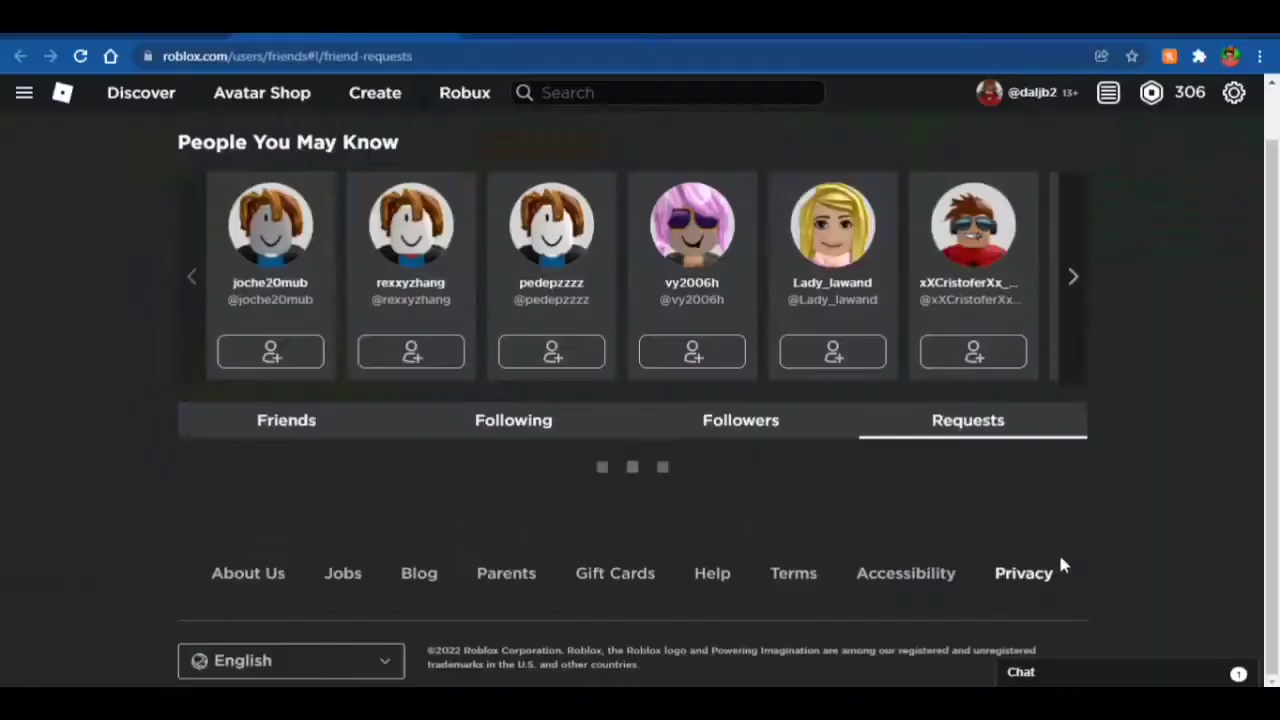 roblox.com/users/friends#!/friend-requests
Discover Avatar Shop Create Robux Search @daljb2 13+ 306
People You May Know
joche20mub rexxyzhang pedepzzzz vy2006h Lady_lawand xXCristoferXx_...
@joche20mub @rexxyzhang @pedepzzzz @vy2006h @Lady_lawand @xXCristoferXx_...
Friends Following Followers Requests
About Us Jobs Blog Parents Gift Cards Help Terms Accessibility Privacy
English
©2022 Roblox Corporation. Roblox, the Roblox logo and Powering Imagination are among our registered and unregistered
trademarks in the U.S. and other countries.
Chat 1